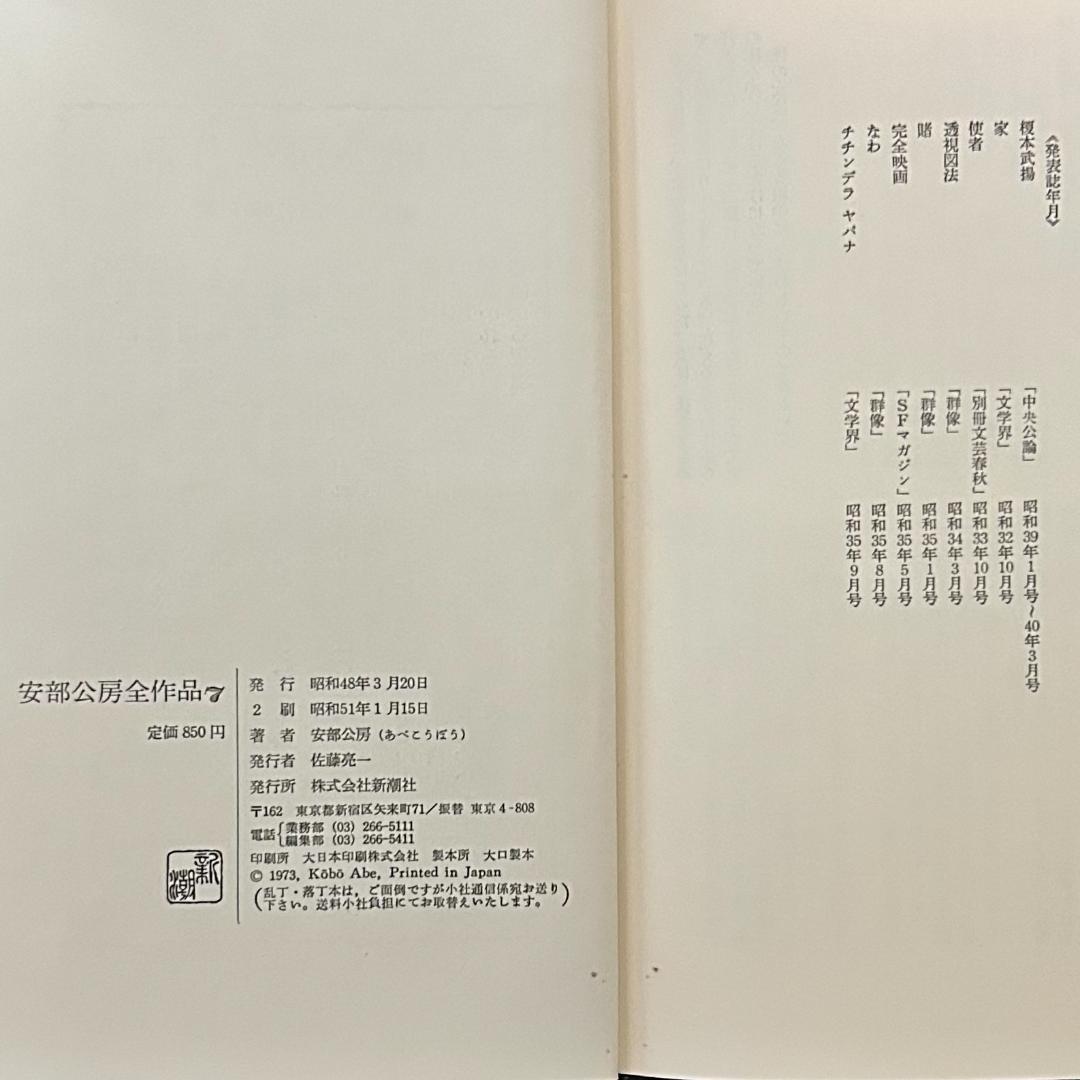 《発表誌年月》
榎本武揚 「中央公論」 昭和39年1月号~40年3月号
家 「文学界」 昭和32年10月号
使者 「別冊文芸春秋」 昭和33年10月号
透視図法 「群像」 昭和34年3月号
賭 「群像」 昭和35年1月号
完全映画 「SFマガジン」 昭和35年5月号
なわ 「群像」 昭和35年8月号
チチンデラ ヤパナ 「文学界」 昭和35年9月号
安部公房全作品7
定価 850 円
新潮
発 行 昭和48年3月20日
2 刷 昭和51年1月15日
著 者 安部公房 (あべこうぼう)
発行者 佐藤亮一
発行所 株式会社新潮社
〒162 東京都新宿区矢来町71/振替 東京4-808
電話{業務部 (03) 266-5111
編集部 (03) 266-5411
印刷所 大日本印刷株式会社 製本所 大口製本
© 1973, Kōbō Abe, Printed in Japan
(乱丁・落丁本は，ご面倒ですが小社通信係宛お送り
下さい。送料小社負担にてお取替えいたします。)